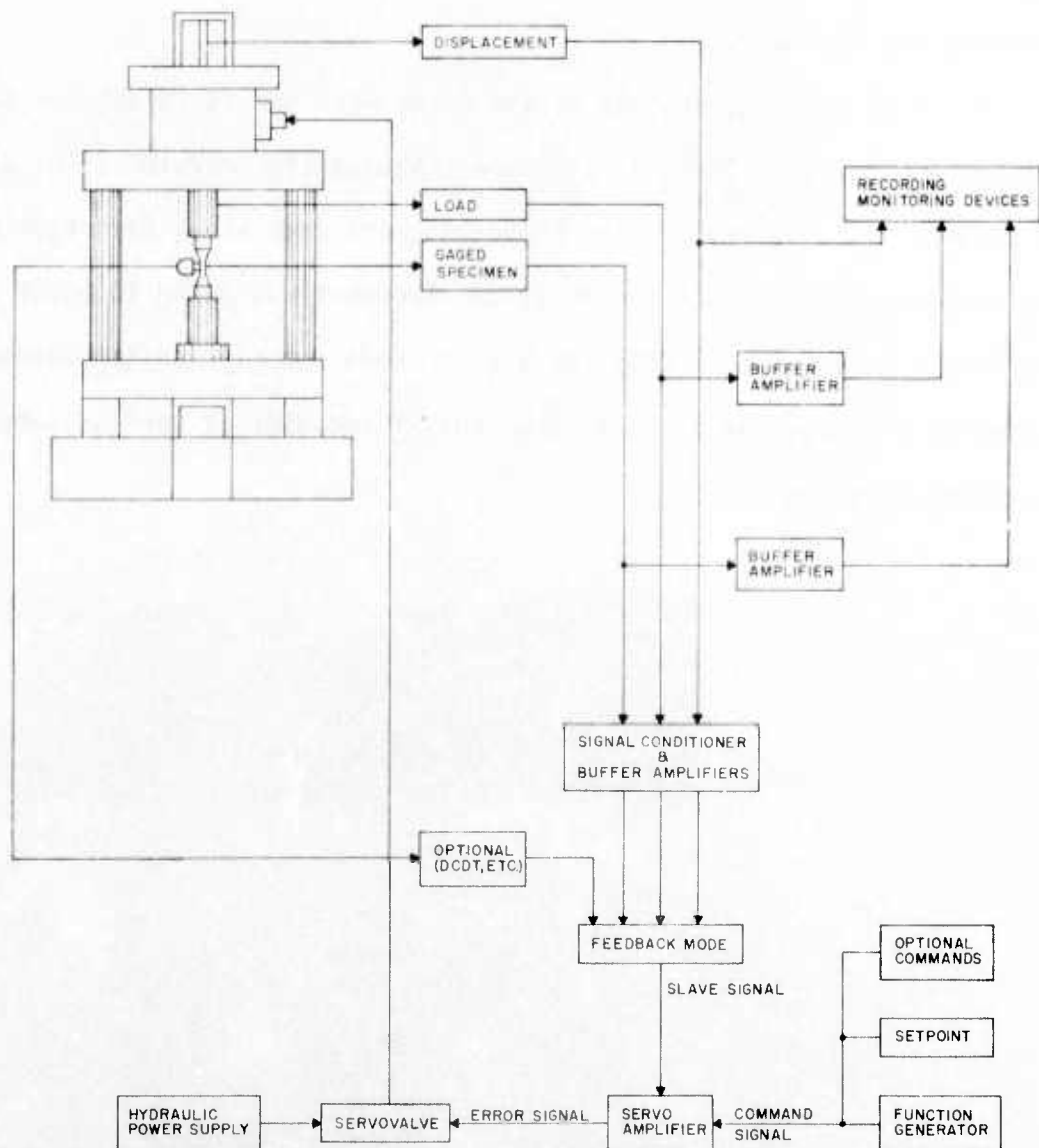 DISPLACEMENT
RECORDING
MONITORING DEVICES
LOAD
GAGED
SPECIMEN
BUFFER
AMPLIFIER
BUFFER
AMPLIFIER
SIGNAL CONDITIONER
&
BUFFER AMPLIFIERS
OPTIONAL
(DCDT, ETC.)
FEEDBACK MODE
OPTIONAL
COMMANDS
SLAVE SIGNAL
SETPOINT
HYDRAULIC
POWER SUPPLY
SERVOVALVE
ERROR SIGNAL
SERVO
AMPLIFIER
COMMAND
SIGNAL
FUNCTION
GENERATOR